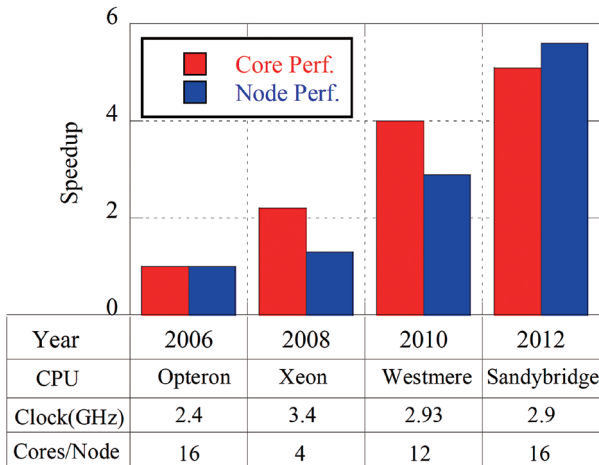 6
Core Perf.
Node Perf.
4
Speedup
2
0
Year 2006 2008 2010 2012
CPU Opteron Xeon Westmere Sandybridge
Clock(GHz) 2.4 3.4 2.93 2.9
Cores/Node 16 4 12 16